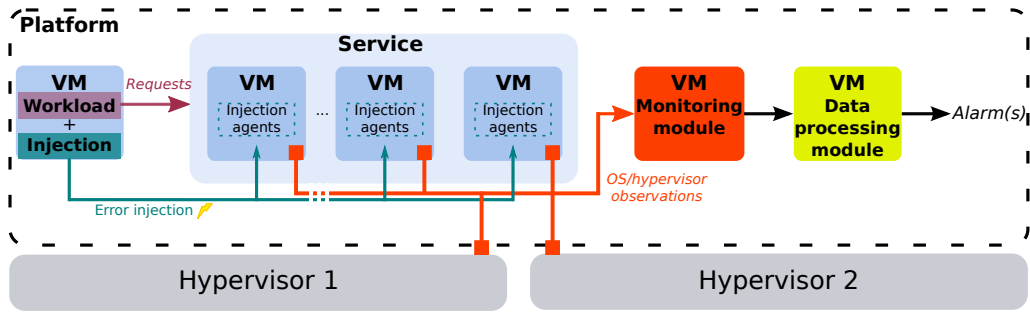 Platform
Service
VM
Workload
+
Injection
Requests
VM
Injection
agents
...
VM
Injection
agents
VM
Injection
agents
VM
Monitoring
module
VM
Data
processing
module
Alarm(s)
Error injection
OS/hypervisor
observations
Hypervisor 1
Hypervisor 2